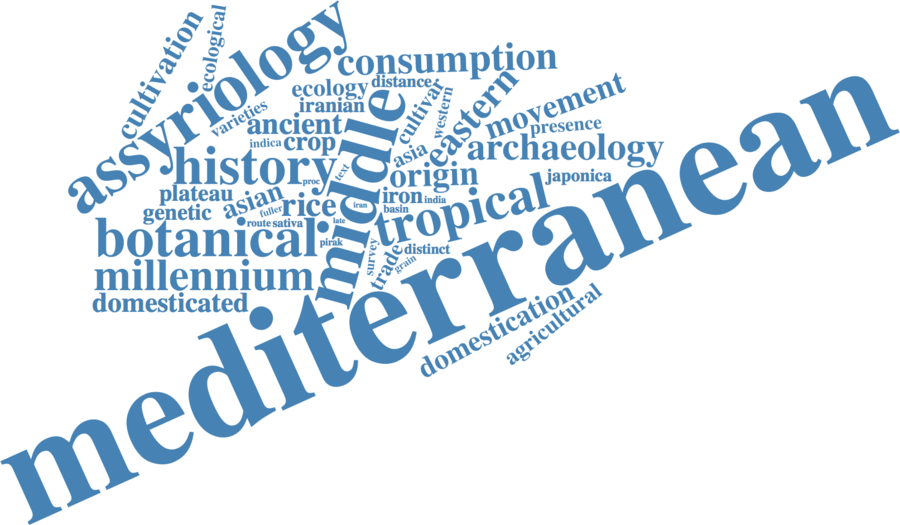 cultivation
ecological
assyriology
varieties
consumption
distance
ecology
iranian
ancient
indica
crop
middle
cultivar
western
eastern
movement
presence
archaeology
asia
history
proc
text
origin
japonica
plateau
genetic
asian
fuller
rice
iran
iron
india
basin
route
sativa
late
tropical
botanical
pirak
survey
trade
grain
distinct
millennium
domesticated
mediterranean
domestication
agricultural